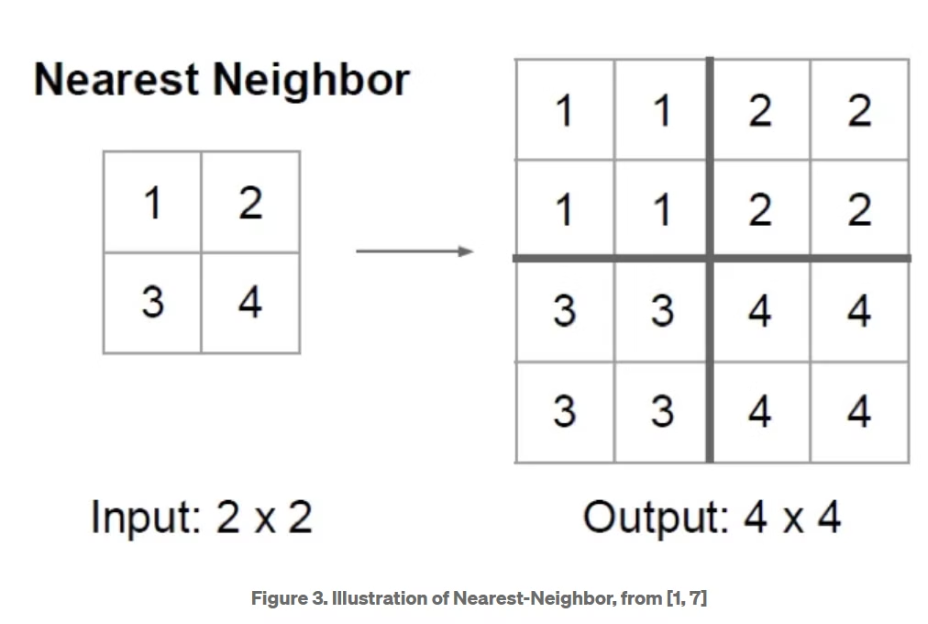 Nearest Neighbor
1 2
3 4
1 1 2 2
1 1 2 2
3 3 4 4
3 3 4 4
Input: 2 x 2
Output: 4 x 4
Figure 3. Illustration of Nearest-Neighbor, from [1, 7]